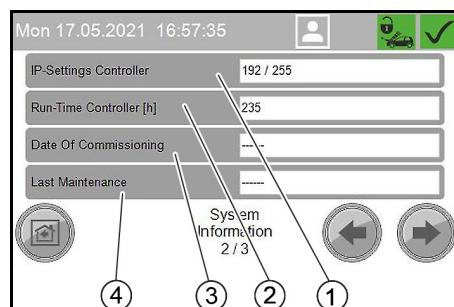 Mon 17.05.2021 16:57:35
IP-Settings Controller 192 / 255
Run-Time Controller [h] 235
Date Of Commissioning ------
Last Maintenance ------
System
Information
2 / 3
4 3 2 1